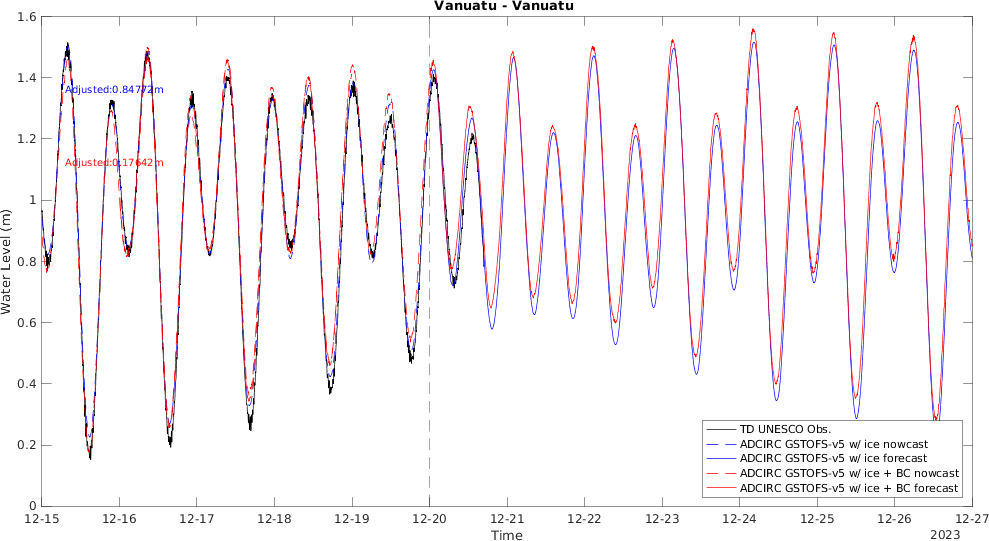 Vanuatu - Vanuatu
1.6
1.4
1.2
1
0.8
0.6
0.4
0.2
0
Water Level (m)
Adjusted:0.84772m
Adjusted:0.17642m
TD UNESCO Obs.
ADCIRC GSTOFS-v5 w/ ice nowcast
ADCIRC GSTOFS-v5 w/ ice forecast
ADCIRC GSTOFS-v5 w/ ice + BC nowcast
ADCIRC GSTOFS-v5 w/ ice + BC forecast
12-15 12-16 12-17 12-18 12-19 12-20 12-21 12-22 12-23 12-24 12-25 12-26 12-27
Time
2023